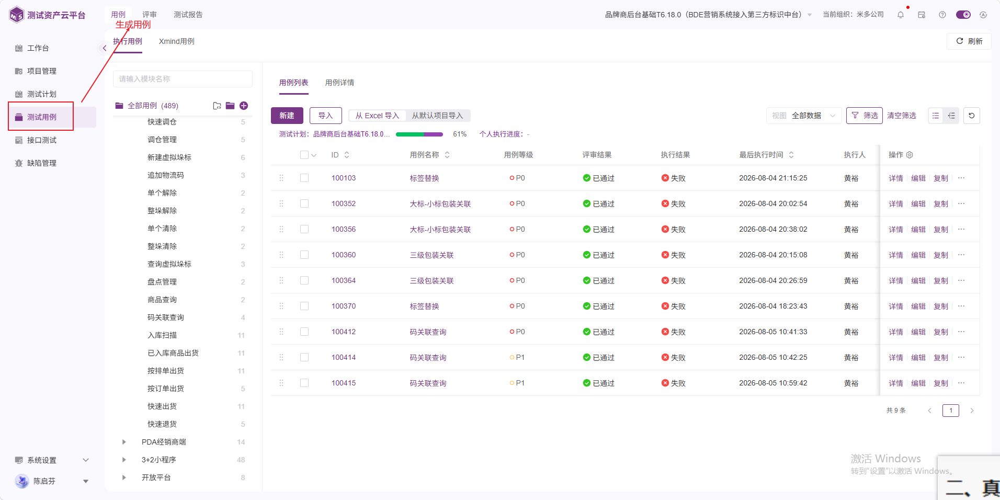 测试资产云平台
用例 评审 测试报告
品牌商后台基础T6.18.0（BDE营销系统接入第三方标识中台）
当前组织：米多公司
生成用例
工作台
项目管理
测试计划
测试用例
接口测试
缺陷管理
系统设置
陈启芬
执行用例 Xmind用例
刷新
请输入模块名称
全部用例 (489)
快速调仓 5
调仓管理 5
新建虚拟垛标 6
追加物流码 3
单个解除 2
整垛解除 2
单个清除 2
整垛清除 2
查询虚拟垛标 3
盘点管理 2
商品查询 2
码关联查询 4
入库扫描 11
已入库商品出货 11
按排单出货 11
按订单出货 5
快速出货 11
快速退货 5
PDA经销商端 14
3+2小程序 48
开放平台 8
用例列表 用例详情
新建 导入 从 Excel 导入 从默认项目导入
视图 全部数据 筛选 清空筛选
测试计划：品牌商后台基础T6.18.0... 61% 个人执行进度：-
ID 用例名称 用例等级 评审结果 执行结果 最后执行时间 执行人 操作
100103 标签替换 P0 已通过 失败 2026-08-04 21:15:25 黄裕 详情 编辑 复制 ···
100352 大标-小标包装关联 P0 已通过 失败 2026-08-04 20:02:54 黄裕 详情 编辑 复制 ···
100356 大标-小标包装关联 P0 已通过 失败 2026-08-04 20:38:02 黄裕 详情 编辑 复制 ···
100360 三级包装关联 P0 已通过 失败 2026-08-04 20:15:08 黄裕 详情 编辑 复制 ···
100364 三级包装关联 P0 已通过 失败 2026-08-04 20:26:59 黄裕 详情 编辑 复制 ···
100370 标签替换 P0 已通过 失败 2026-08-04 18:23:43 黄裕 详情 编辑 复制 ···
100412 码关联查询 P0 已通过 失败 2026-08-05 10:41:33 黄裕 详情 编辑 复制 ···
100414 码关联查询 P1 已通过 失败 2026-08-05 10:42:25 黄裕 详情 编辑 复制 ···
100415 码关联查询 P1 已通过 失败 2026-08-05 10:59:42 黄裕 详情 编辑 复制 ···
共 9 条 1
激活 Windows
转到“设置”以激活 Windows。
二、真